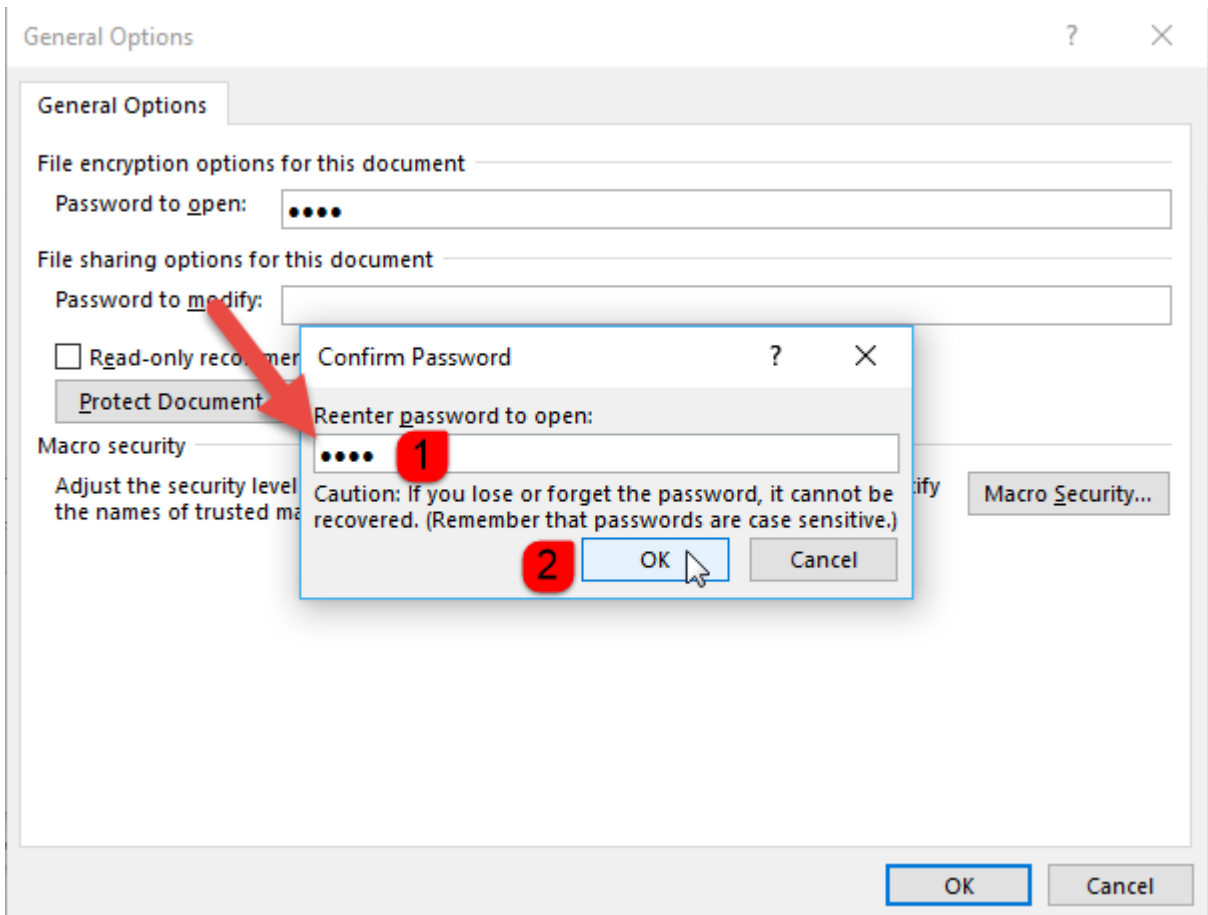 General Options ?
General Options
File encryption options for this document
Password to open: ••••
File sharing options for this document
Password to modify:
Read-only
Protect Document
Macro security
Adjust the security level
the names of trusted
Macro Security...
Confirm Password ?
Reenter password to open:
•••• 1
Caution: If you lose or forget the password, it cannot be
recovered. (Remember that passwords are case sensitive.)
2 OK Cancel
OK Cancel